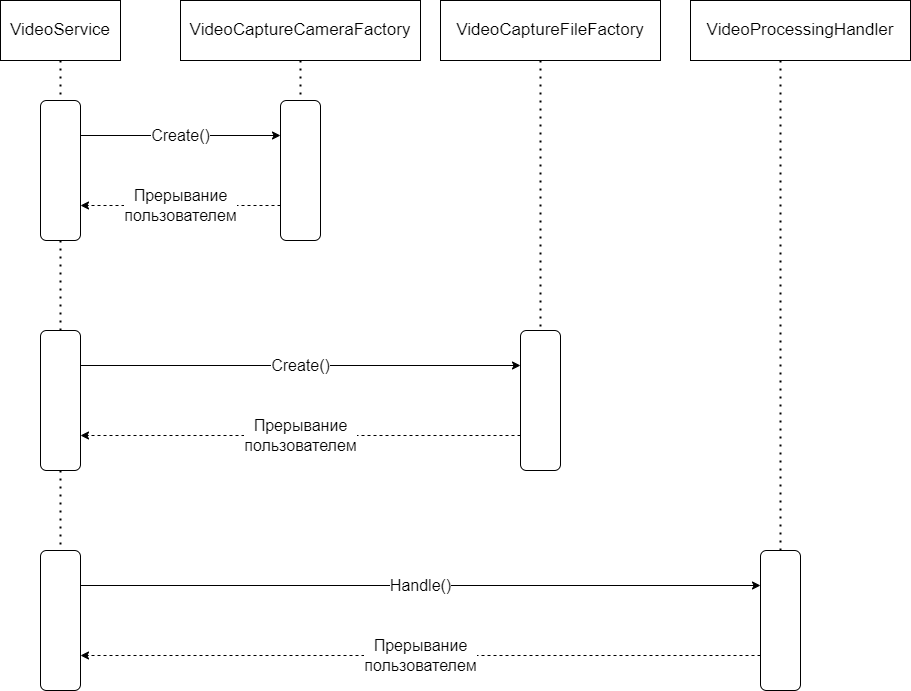 VideoService
VideoCaptureCameraFactory
VideoCaptureFileFactory
VideoProcessingHandler
Create()
Прерывание
пользователем
Create()
Прерывание
пользователем
Handle()
Прерывание
пользователем